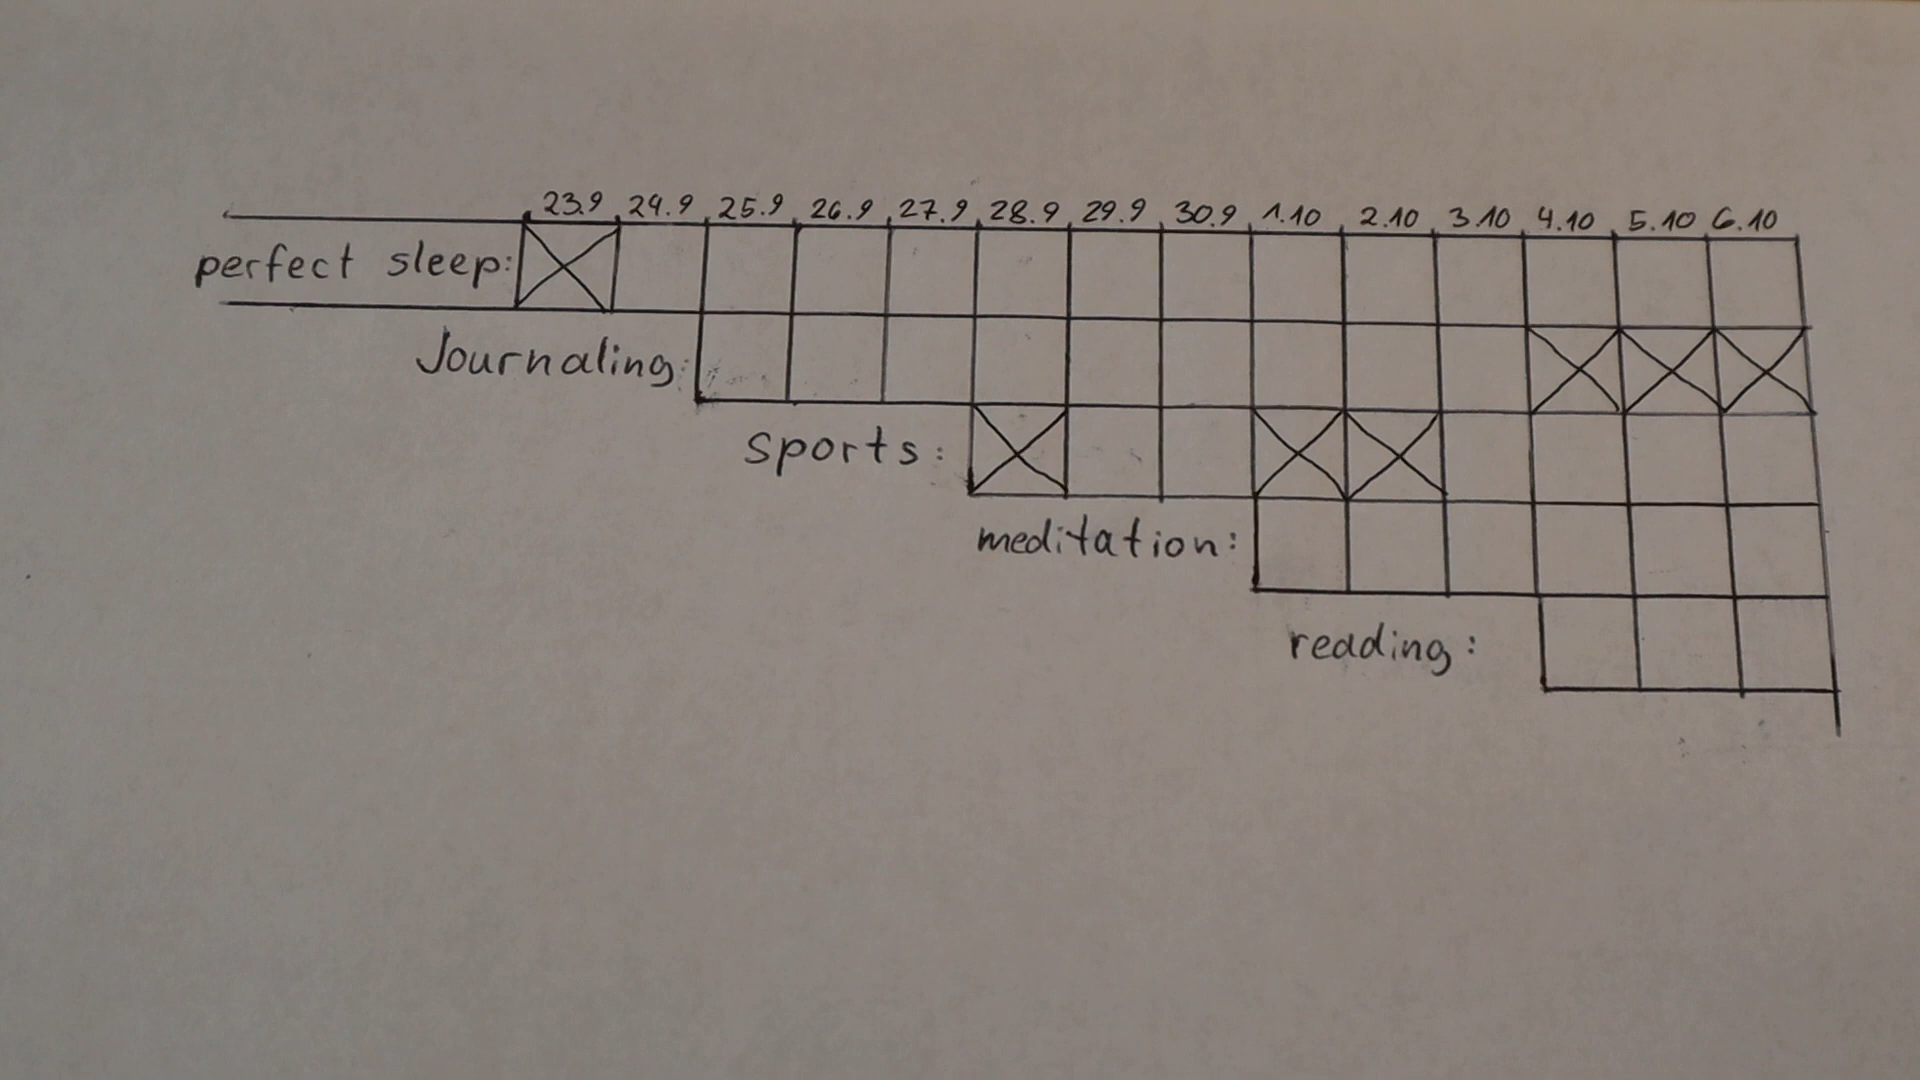 23.9 24.9 25.9 26.9 27.9 28.9 29.9 30.9 1.10 2.10 3.10 4.10 5.10 6.10
perfect sleep:
Journaling:
sports:
meditation:
reading: